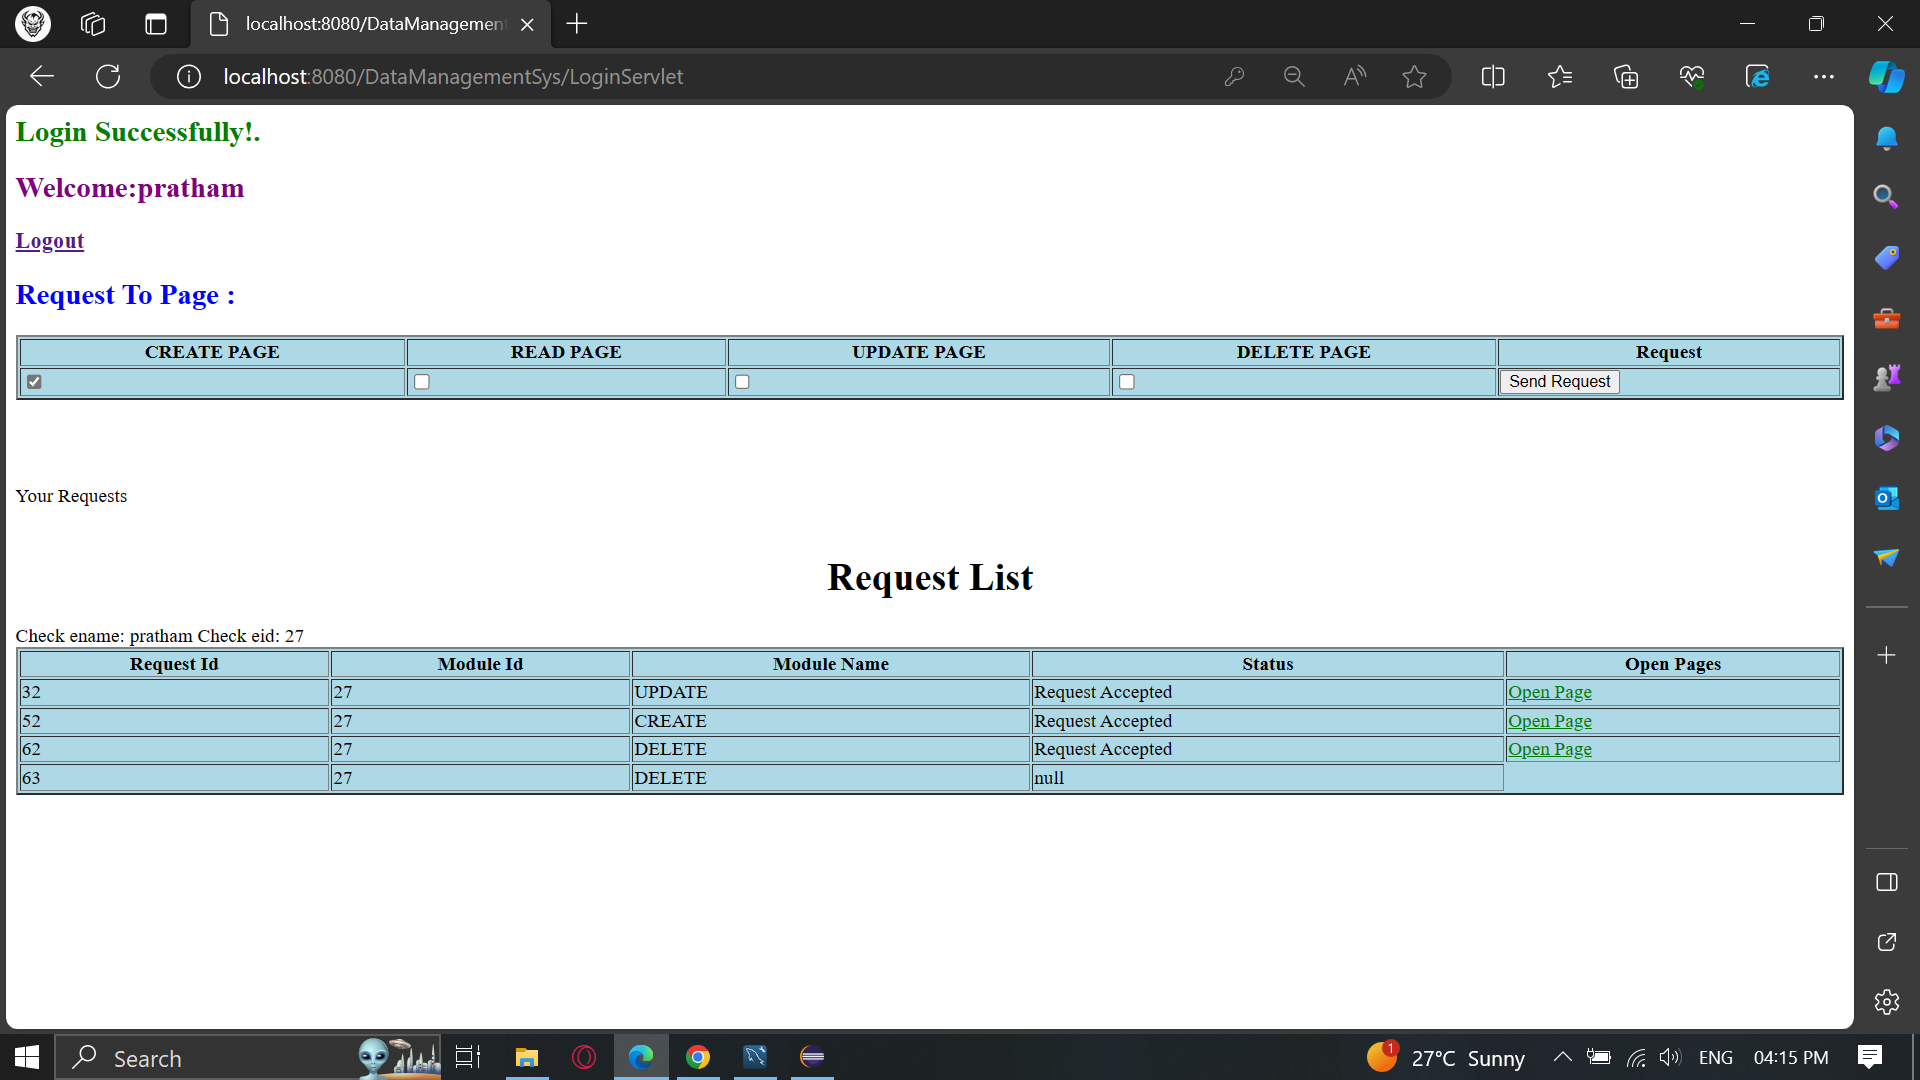 localhost:8080/DataManagemen
localhost:8080/DataManagementSys/LoginServlet
Login Successfully!.
Welcome:pratham
Logout
Request To Page :
CREATE PAGE READ PAGE UPDATE PAGE DELETE PAGE Request
Send Request
Your Requests
Request List
Check ename: pratham Check eid: 27
Request Id Module Id Module Name Status Open Pages
32 27 UPDATE Request Accepted Open Page
52 27 CREATE Request Accepted Open Page
62 27 DELETE Request Accepted Open Page
63 27 DELETE null
Search 1 27°C Sunny ENG 04:15 PM